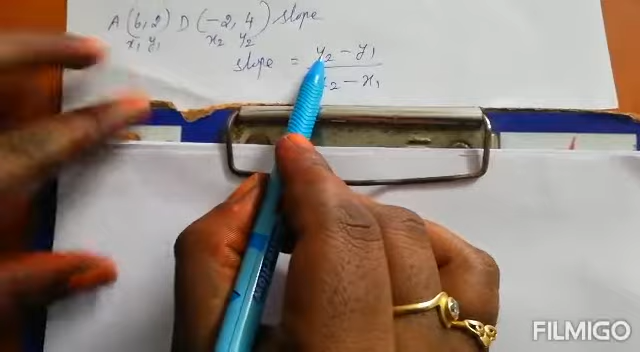 A (6, 2) D (-2, 4) slope
x₁ y₁ x₂ y₂
slope = y₂ - y₁
x₂ - x₁
FILMIGO